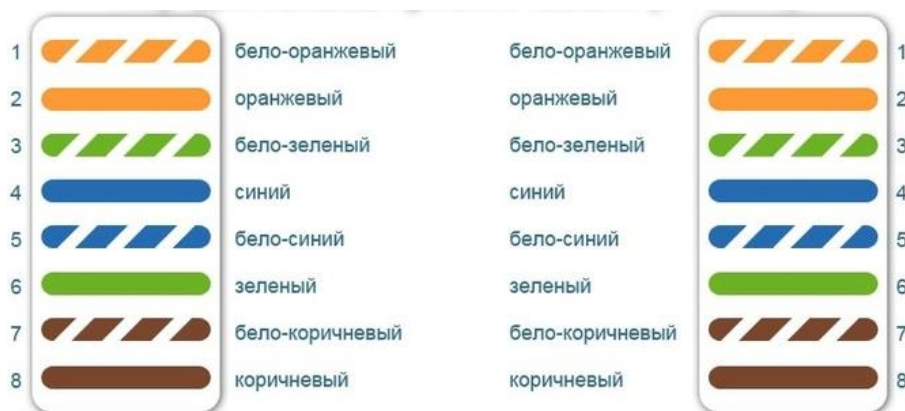 1 бело-оранжевый бело-оранжевый 1
2 оранжевый оранжевый 2
3 бело-зеленый бело-зеленый 3
4 синий синий 4
5 бело-синий бело-синий 5
6 зеленый зеленый 6
7 бело-коричневый бело-коричневый 7
8 коричневый коричневый 8